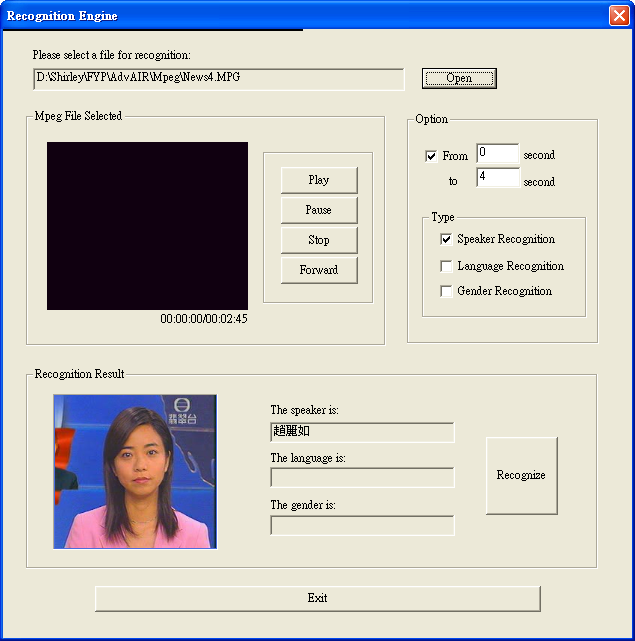 Recognition Engine
Please select a file for recognition:
D:\Shirley\FYP\AdvAIR\Mpeg\News4.MPG
Open
Mpeg File Selected
Play
Pause
Stop
Forward
00:00:00/00:02:45
Option
From 0 second
to 4 second
Type
Speaker Recognition
Language Recognition
Gender Recognition
Recognition Result
翡翠台
The speaker is:
趙麗如
The language is:
The gender is:
Recognize
Exit